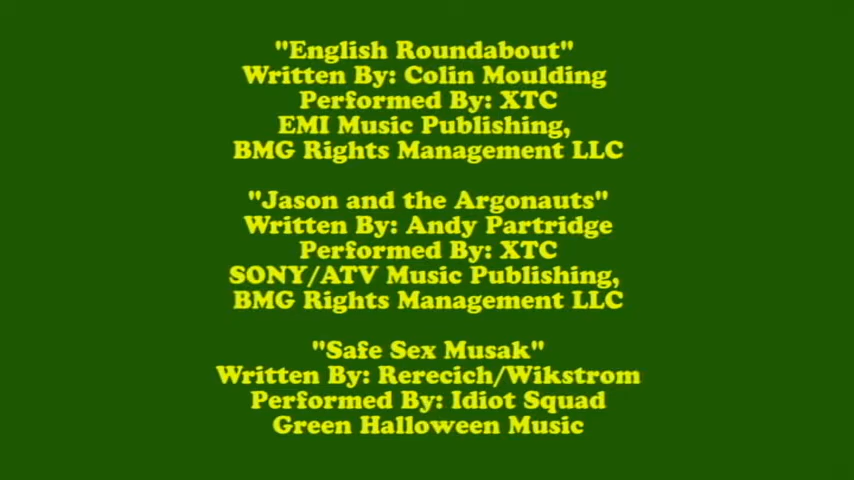 "English Roundabout"
Written By: Colin Moulding
Performed By: XTC
EMI Music Publishing,
BMG Rights Management LLC
"Jason and the Argonauts"
Written By: Andy Partridge
Performed By: XTC
SONY/ATV Music Publishing,
BMG Rights Management LLC
"Safe Sex Musak"
Written By: Rerecich/Wikstrom
Performed By: Idiot Squad
Green Halloween Music